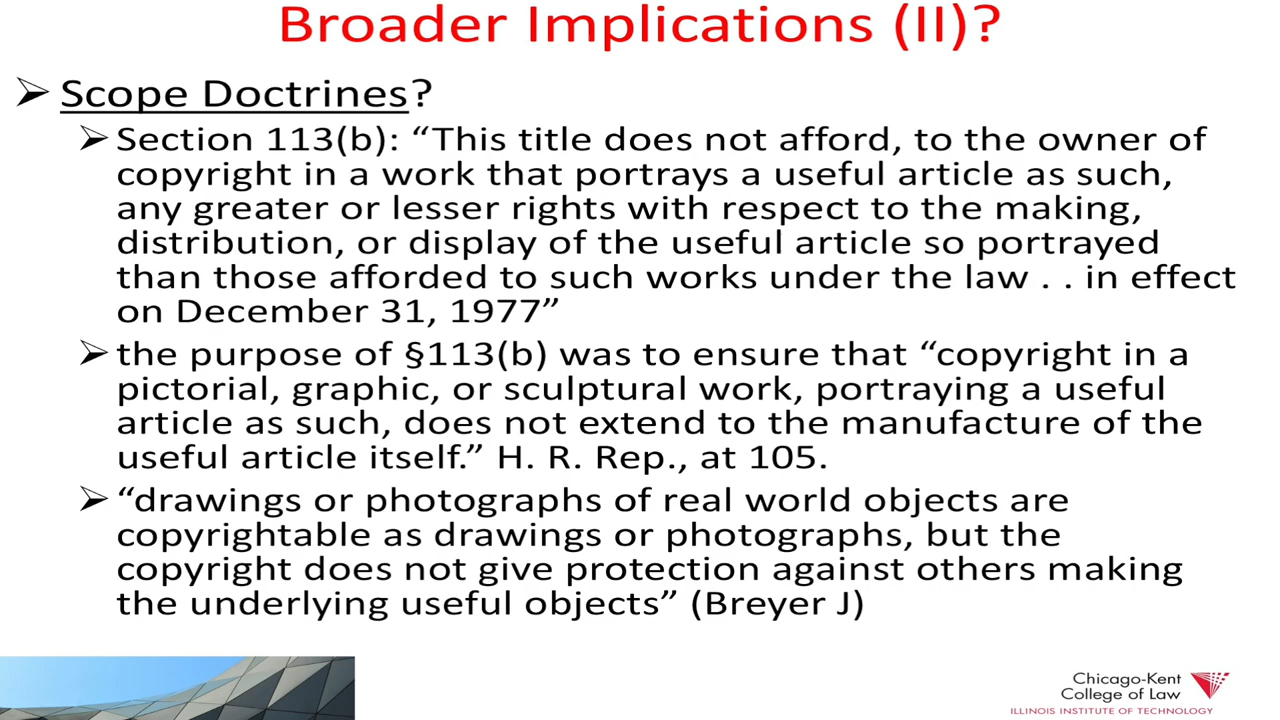 Broader Implications (II)?
➢ Scope Doctrines?
➢ Section 113(b): “This title does not afford, to the owner of
copyright in a work that portrays a useful article as such,
any greater or lesser rights with respect to the making,
distribution, or display of the useful article so portrayed
than those afforded to such works under the law . . in effect
on December 31, 1977”
➢ the purpose of §113(b) was to ensure that “copyright in a
pictorial, graphic, or sculptural work, portraying a useful
article as such, does not extend to the manufacture of the
useful article itself.” H. R. Rep., at 105.
➢ “drawings or photographs of real world objects are
copyrightable as drawings or photographs, but the
copyright does not give protection against others making
the underlying useful objects” (Breyer J)
Chicago-Kent
College of Law
ILLINOIS INSTITUTE OF TECHNOLOGY